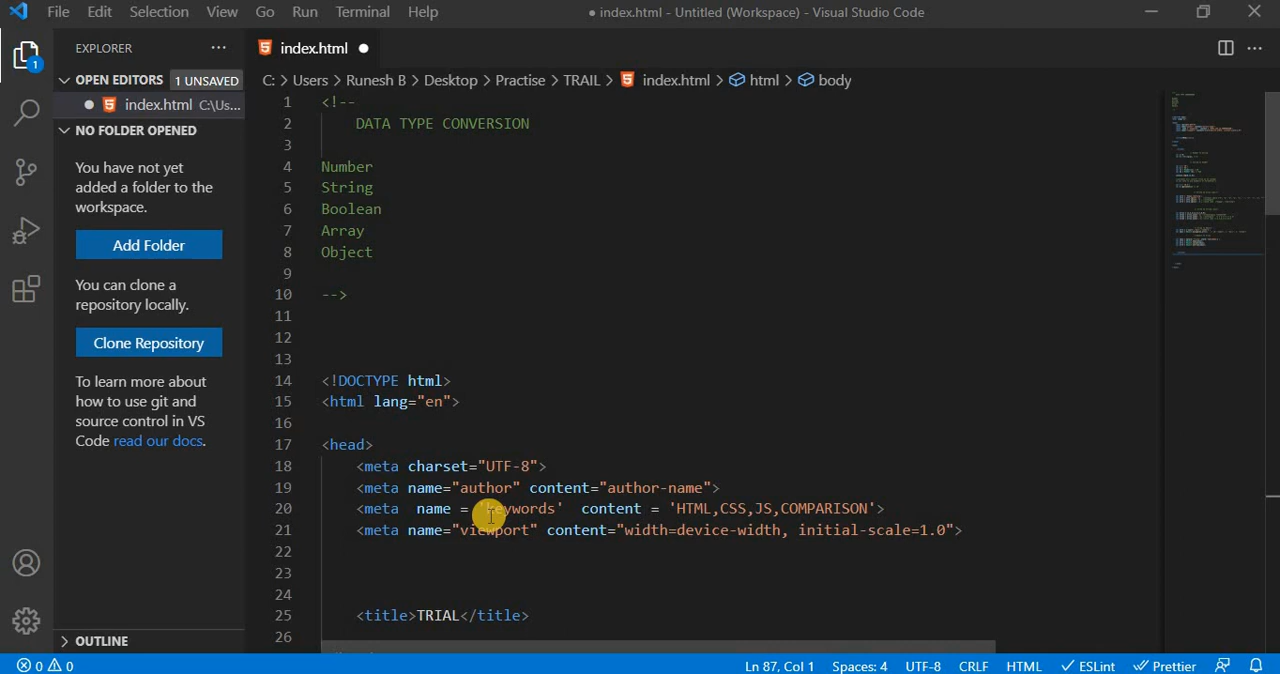 File Edit Selection View Go Run Terminal Help ● index.html - Untitled (Workspace) - Visual Studio Code
EXPLORER
index.html
OPEN EDITORS 1 UNSAVED
C: > Users > Runesh B > Desktop > Practise > TRAIL > index.html > html > body
index.html C:\Us...
NO FOLDER OPENED
You have not yet
added a folder to the
workspace.
Add Folder
You can clone a
repository locally.
Clone Repository
To learn more about
how to use git and
source control in VS
Code read our docs.
OUTLINE
1
1 <!--
2 DATA TYPE CONVERSION
3
4 Number
5 String
6 Boolean
7 Array
8 Object
9
10 -->
11
12
13
14 <!DOCTYPE html>
15 <html lang="en">
16
17 <head>
18 <meta charset="UTF-8">
19 <meta name="author" content="author-name">
20 <meta name = 'keywords' content = 'HTML,CSS,JS,COMPARISON'>
21 <meta name="viewport" content="width=device-width, initial-scale=1.0">
22
23
24
25 <title>TRIAL</title>
26
0 0 Ln 87, Col 1 Spaces: 4 UTF-8 CRLF HTML ESLint Prettier